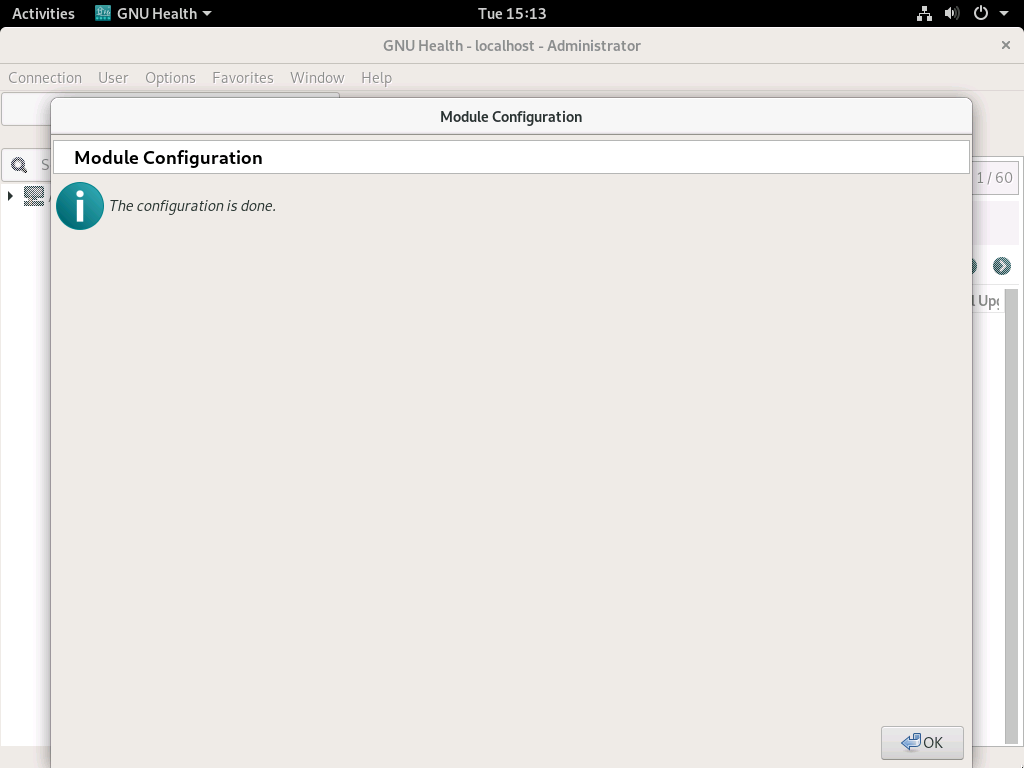 Activities GNU Health Tue 15:13
GNU Health - localhost - Administrator
Connection User Options Favorites Window Help
Module Configuration
Module Configuration
The configuration is done.
1 / 60
OK